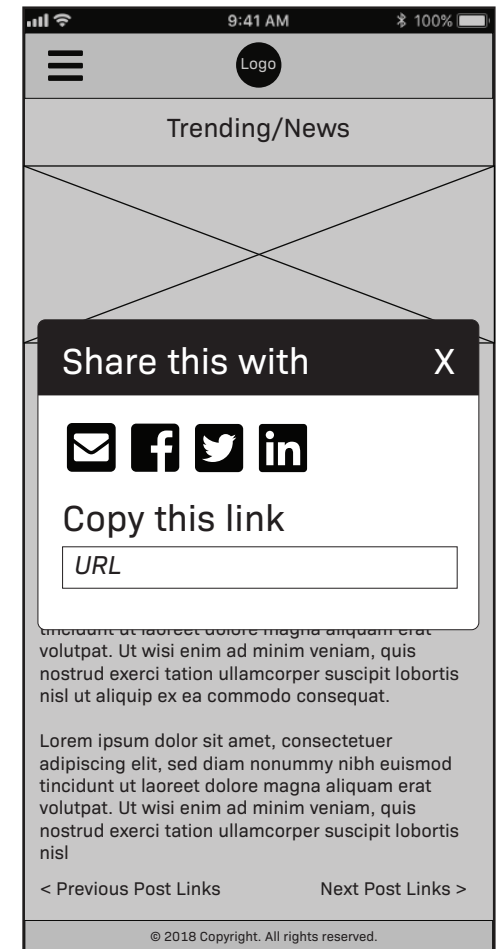 9:41 AM
100%
Logo
Trending/News
Share this with
X
Copy this link
URL
tincidunt ut laoreet dolore magna aliquam erat
volutpat. Ut wisi enim ad minim veniam, quis
nostrud exerci tation ullamcorper suscipit lobortis
nisl ut aliquip ex ea commodo consequat.
Lorem ipsum dolor sit amet, consectetuer
adipiscing elit, sed diam nonummy nibh euismod
tincidunt ut laoreet dolore magna aliquam erat
volutpat. Ut wisi enim ad minim veniam, quis
nostrud exerci tation ullamcorper suscipit lobortis
nisl
< Previous Post Links
Next Post Links >
© 2018 Copyright. All rights reserved.